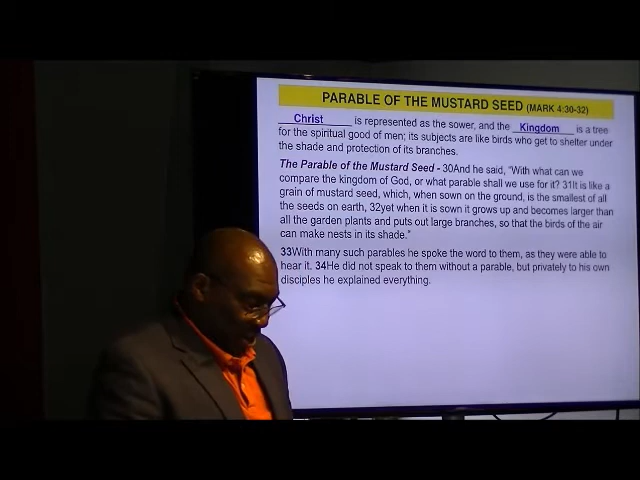 PARABLE OF THE MUSTARD SEED (MARK 4:30-32)
Christ is represented as the sower, and the Kingdom is a tree
for the spiritual good of men; its subjects are like birds who get to shelter under
the shade and protection of its branches.
The Parable of the Mustard Seed - 30And he said, "With what can we
compare the kingdom of God, or what parable shall we use for it? 31It is like a
grain of mustard seed, which, when sown on the ground, is the smallest of all
the seeds on earth, 32yet when it is sown it grows up and becomes larger than
all the garden plants and puts out large branches, so that the birds of the air
can make nests in its shade."
33With many such parables he spoke the word to them, as they were able to
hear it. 34He did not speak to them without a parable, but privately to his own
disciples he explained everything.